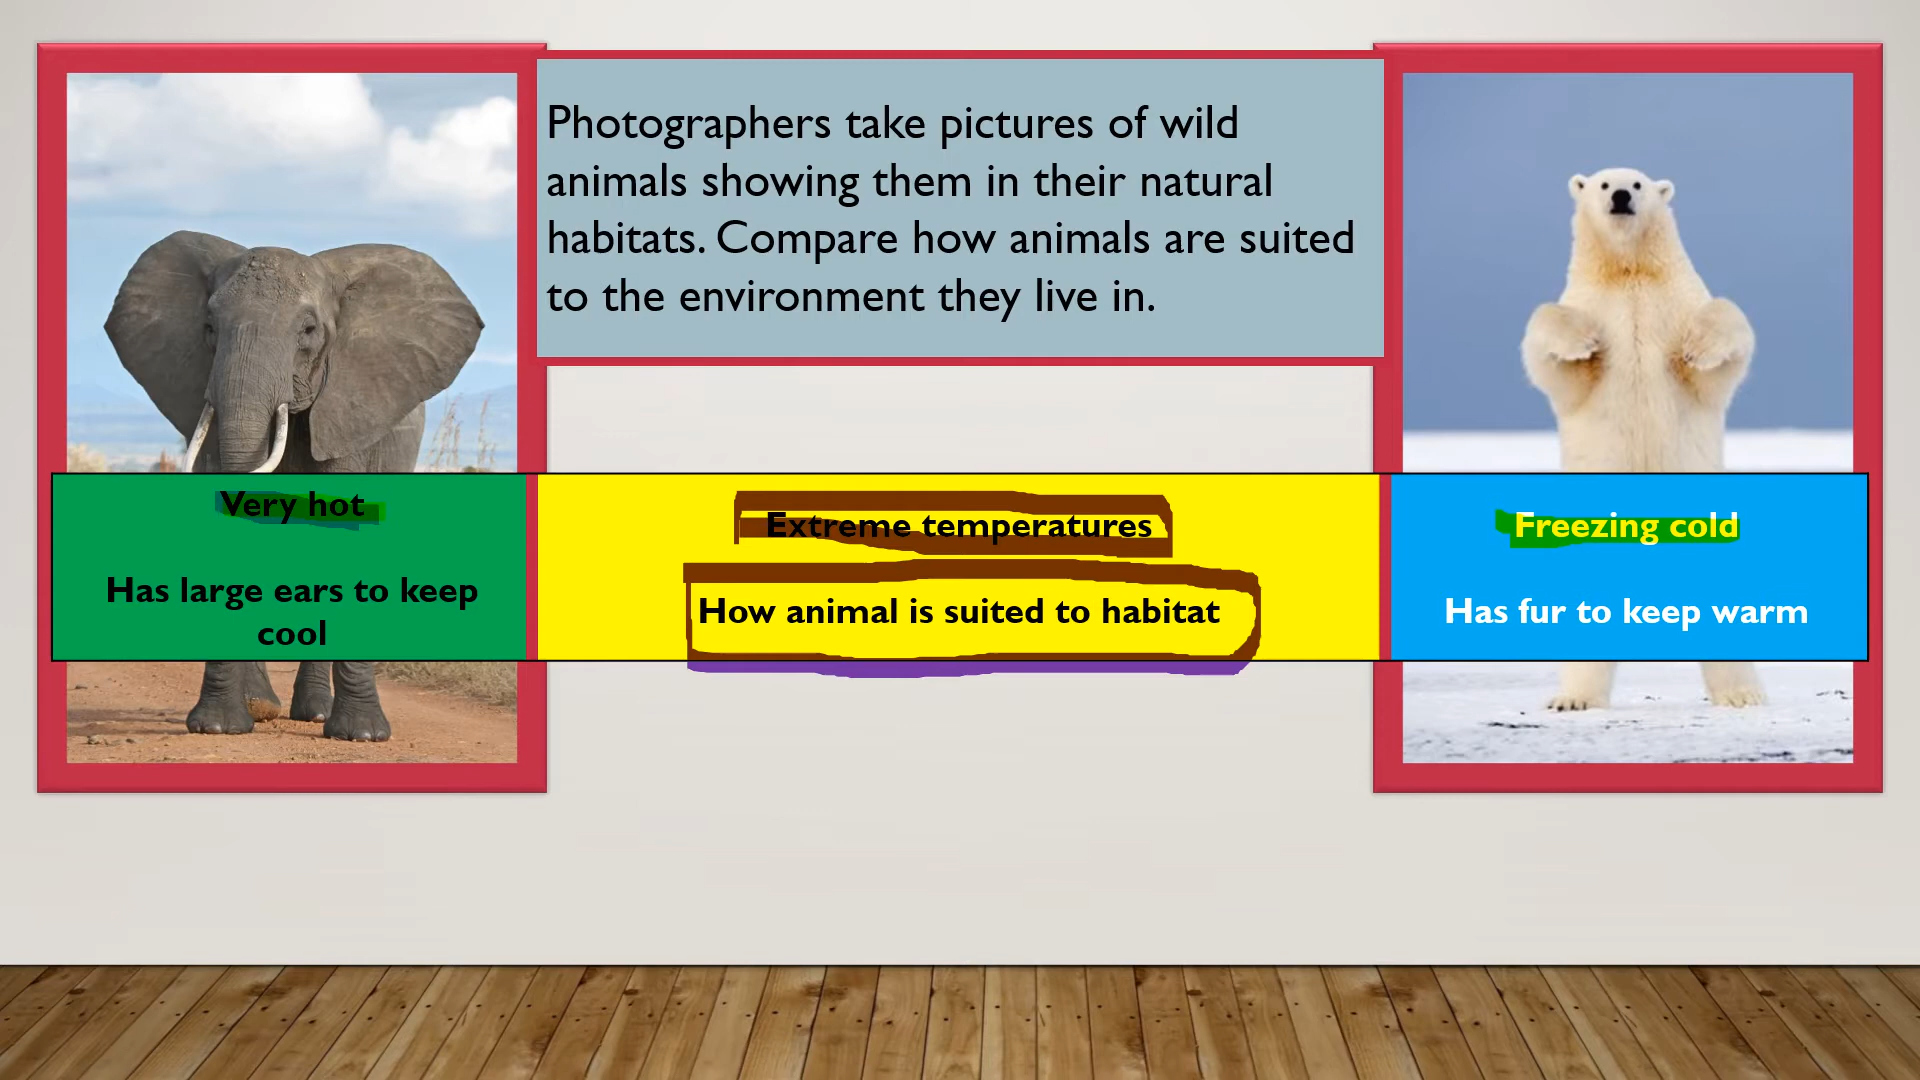 Photographers take pictures of wild
animals showing them in their natural
habitats. Compare how animals are suited
to the environment they live in.
Very hot
Has large ears to keep
cool
Extreme temperatures
How animal is suited to habitat
Freezing cold
Has fur to keep warm